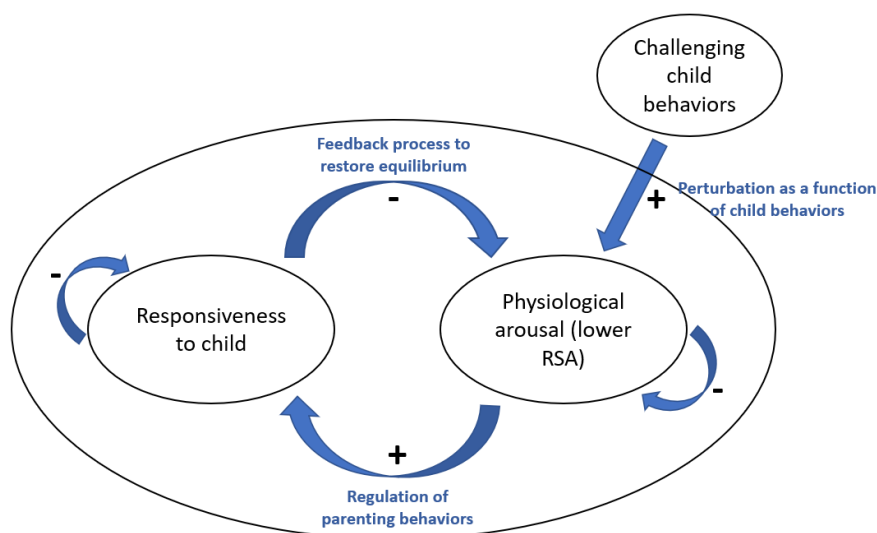 Challenging
child
behaviors
Feedback process to
restore equilibrium
-
+
Perturbation as a function
of child behaviors
-
Responsiveness
to child
Physiological
arousal (lower
RSA)
-
+
Regulation of
parenting behaviors